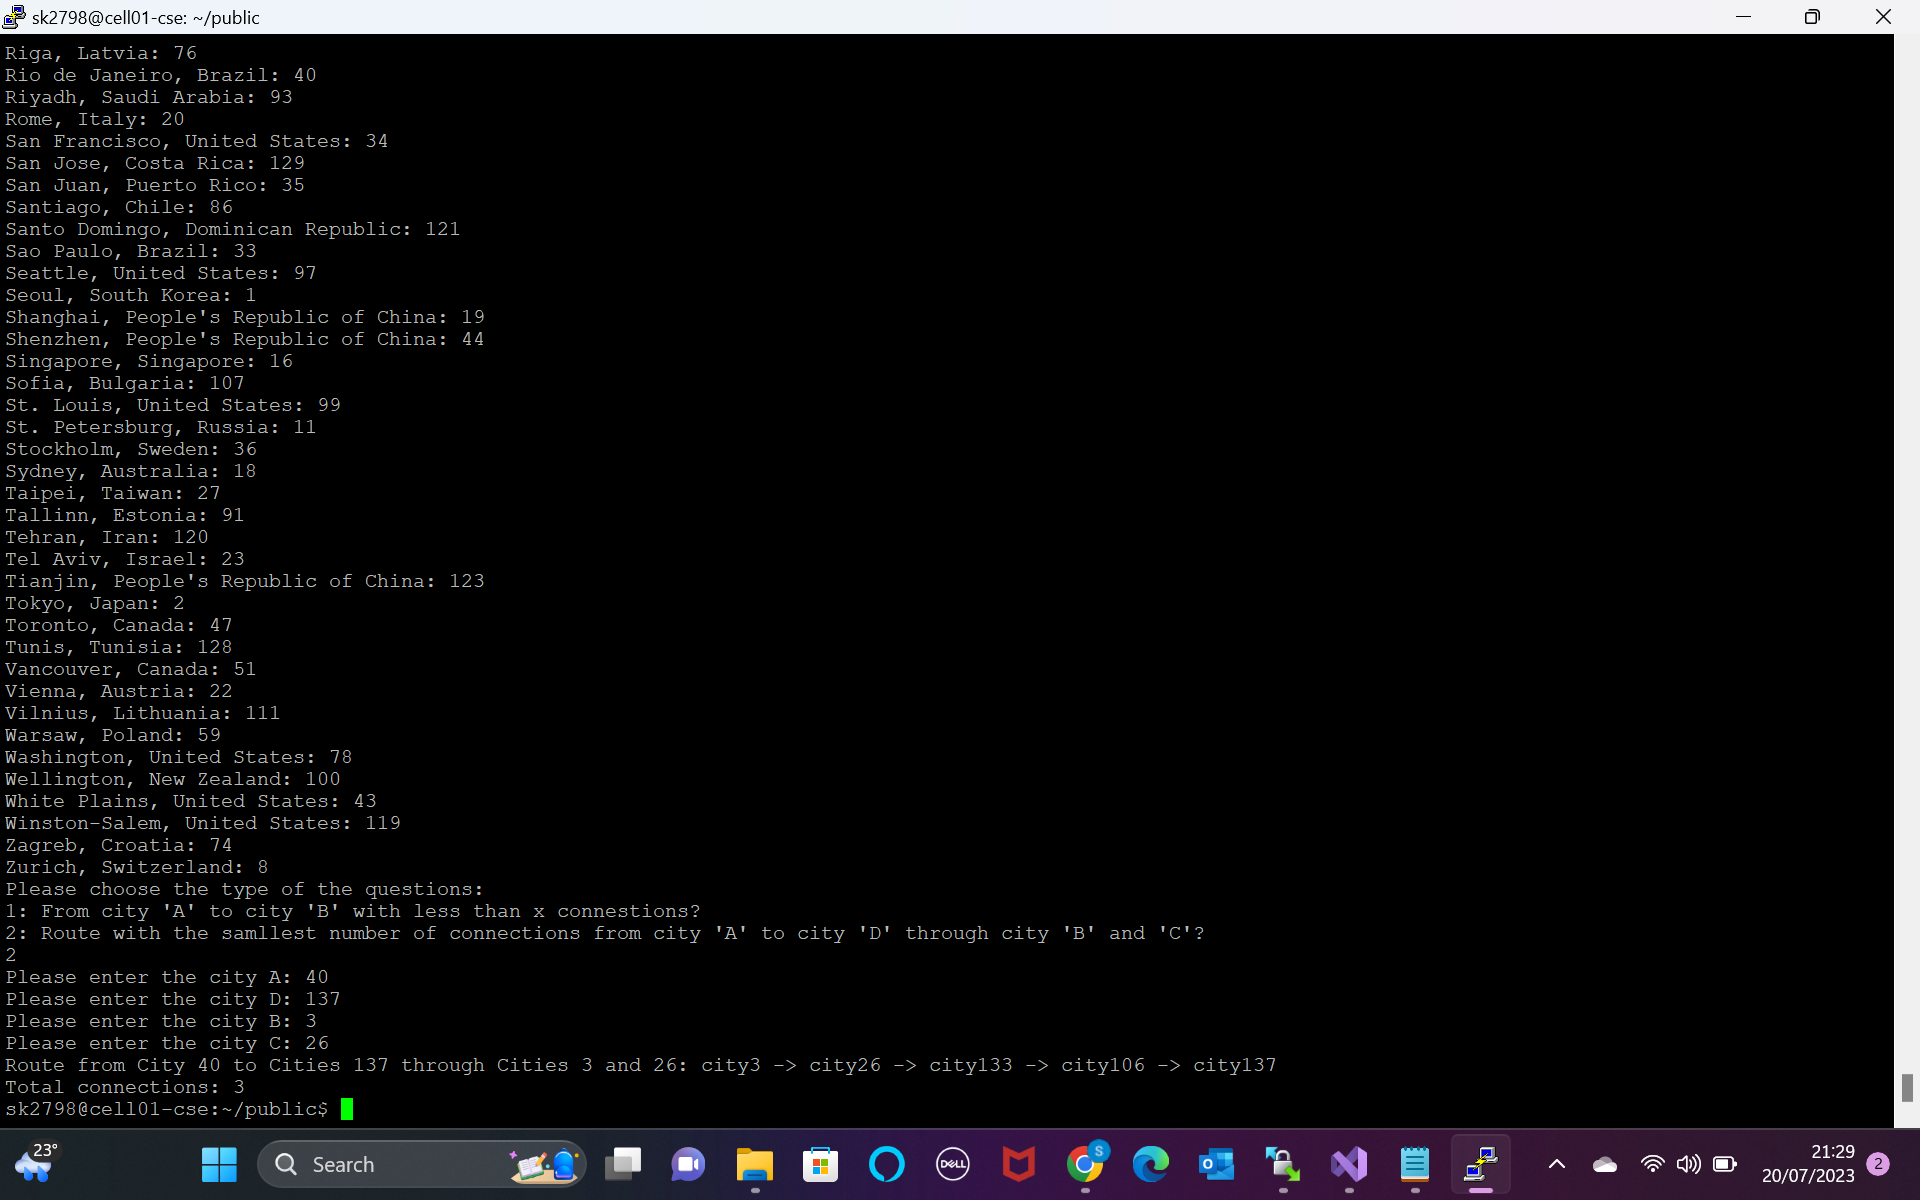 sk2798@cell01-cse: ~/public
Riga, Latvia: 76
Rio de Janeiro, Brazil: 40
Riyadh, Saudi Arabia: 93
Rome, Italy: 20
San Francisco, United States: 34
San Jose, Costa Rica: 129
San Juan, Puerto Rico: 35
Santiago, Chile: 86
Santo Domingo, Dominican Republic: 121
Sao Paulo, Brazil: 33
Seattle, United States: 97
Seoul, South Korea: 1
Shanghai, People's Republic of China: 19
Shenzhen, People's Republic of China: 44
Singapore, Singapore: 16
Sofia, Bulgaria: 107
St. Louis, United States: 99
St. Petersburg, Russia: 11
Stockholm, Sweden: 36
Sydney, Australia: 18
Taipei, Taiwan: 27
Tallinn, Estonia: 91
Tehran, Iran: 120
Tel Aviv, Israel: 23
Tianjin, People's Republic of China: 123
Tokyo, Japan: 2
Toronto, Canada: 47
Tunis, Tunisia: 128
Vancouver, Canada: 51
Vienna, Austria: 22
Vilnius, Lithuania: 111
Warsaw, Poland: 59
Washington, United States: 78
Wellington, New Zealand: 100
White Plains, United States: 43
Winston-Salem, United States: 119
Zagreb, Croatia: 74
Zurich, Switzerland: 8
Please choose the type of the questions:
1: From city 'A' to city 'B' with less than x connestions?
2: Route with the samllest number of connections from city 'A' to city 'D' through city 'B' and 'C'?
2
Please enter the city A: 40
Please enter the city D: 137
Please enter the city B: 3
Please enter the city C: 26
Route from City 40 to Cities 137 through Cities 3 and 26: city3 -> city26 -> city133 -> city106 -> city137
Total connections: 3
sk2798@cell01-cse:~/public$
23°
Search
DELL
S
21:29
20/07/2023
2